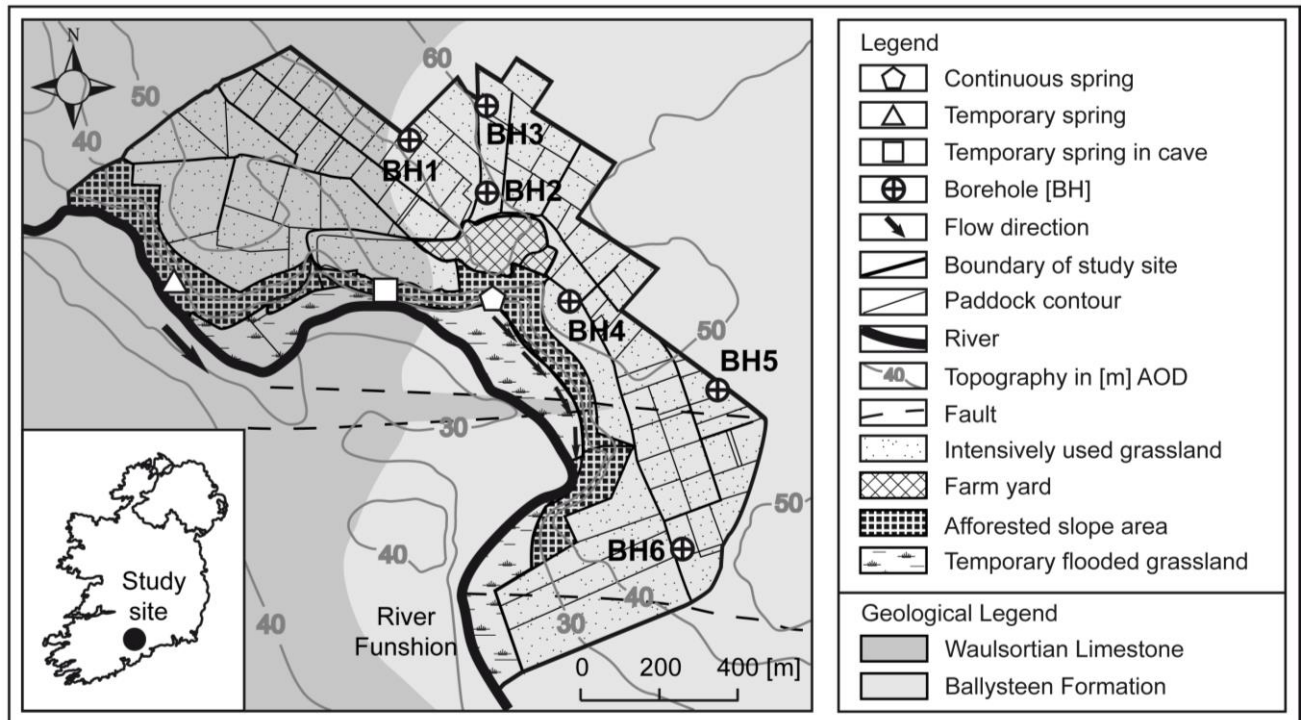 N
60
50
40
BH3
BH1
BH2
BH4
50
BH5
30
40
50
BH6
40
30
40
River
Funshion
0 200 400 [m]
Study
site
Legend
Continuous spring
Temporary spring
Temporary spring in cave
Borehole [BH]
Flow direction
Boundary of study site
Paddock contour
River
40 Topography in [m] AOD
Fault
Intensively used grassland
Farm yard
Afforested slope area
Temporary flooded grassland
Geological Legend
Waulsortian Limestone
Ballysteen Formation